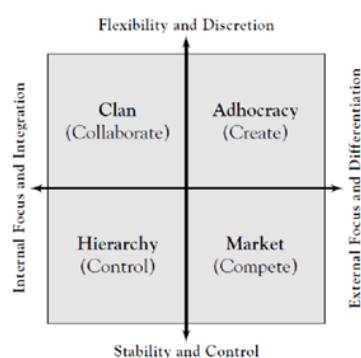 Flexibility and Discretion
Internal Focus and Integration
Clan
(Collaborate)
Adhocracy
(Create)
External Focus and Differentiation
Hierarchy
(Control)
Market
(Compete)
Stability and Control